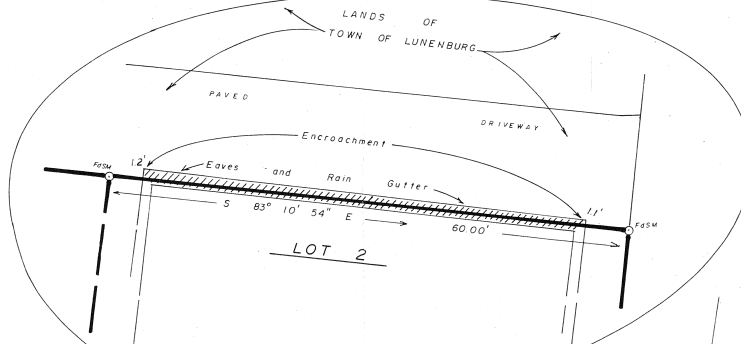 LANDS OF
TOWN OF LUNENBURG
PAVED DRIVEWAY
Encroachment
FdSM
1.2'
Eaves and Rain Gutter
1.1'
FdSM
S 83° 10' 54" E
60.00'
LOT 2